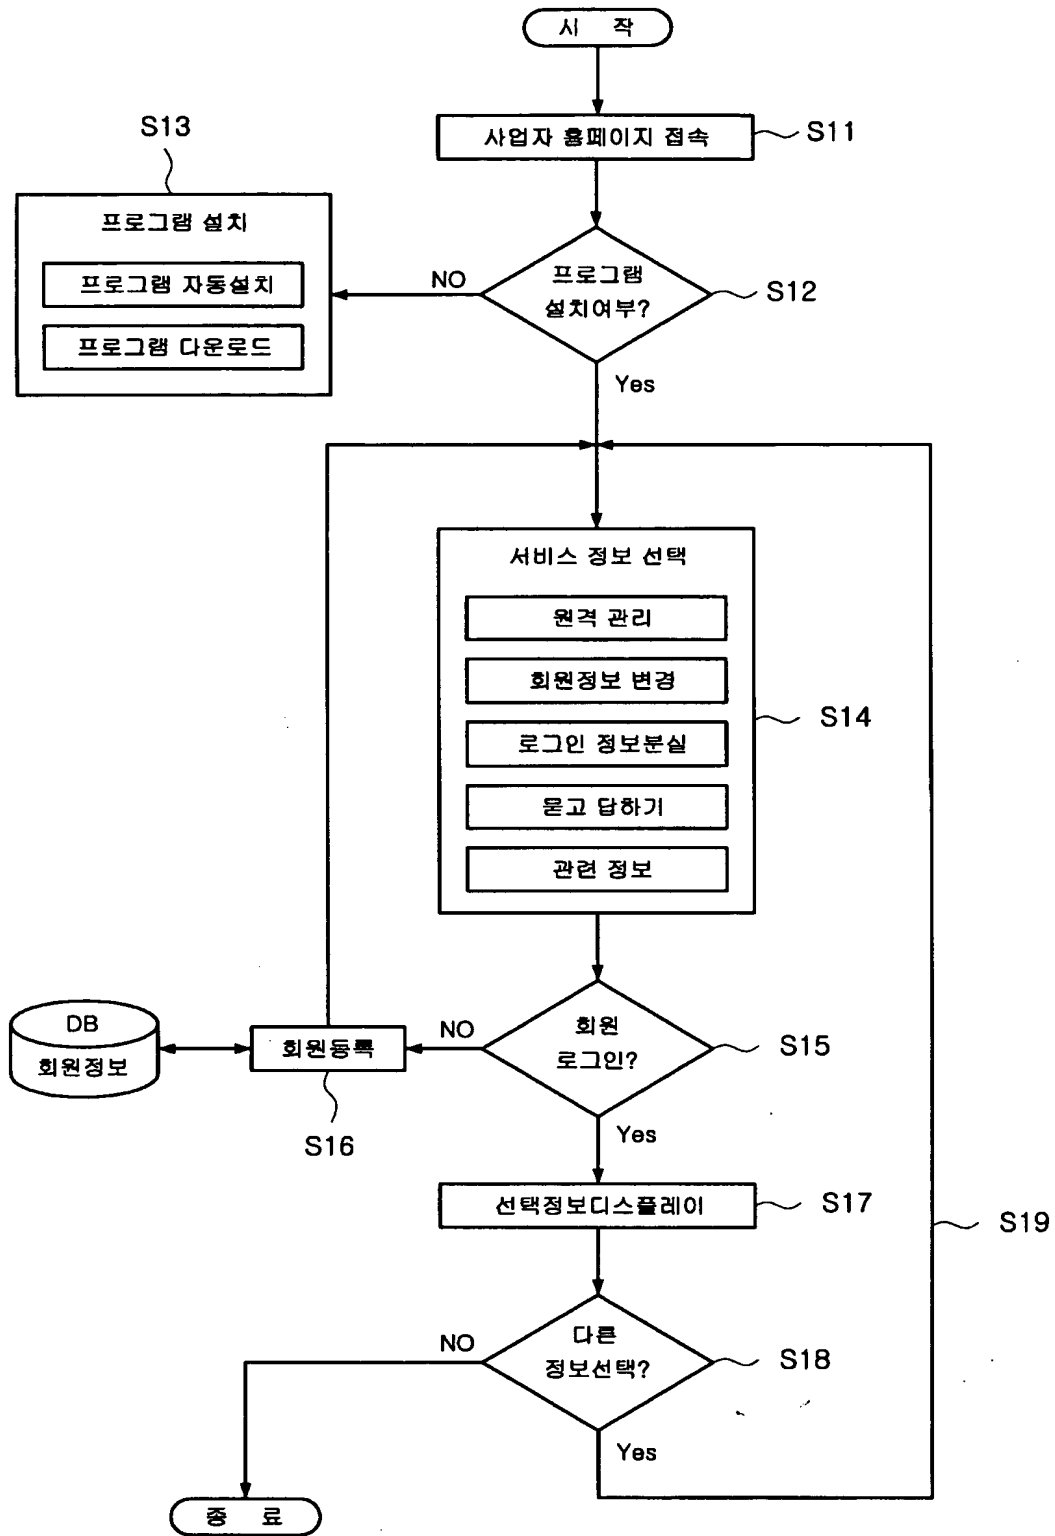 시 작
사업자 홈페이지 접속
S11
S13
프로그램 설치
프로그램 자동설치
프로그램 다운로드
NO
프로그램
설치여부?
S12
Yes
서비스 정보 선택
원격 관리
회원정보 변경
로그인 정보분실
묻고 답하기
관련 정보
S14
DB
회원정보
회원등록
S16
NO
회원
로그인?
S15
Yes
선택정보디스플레이
S17
S19
NO
다른
정보선택?
S18
Yes
종 료